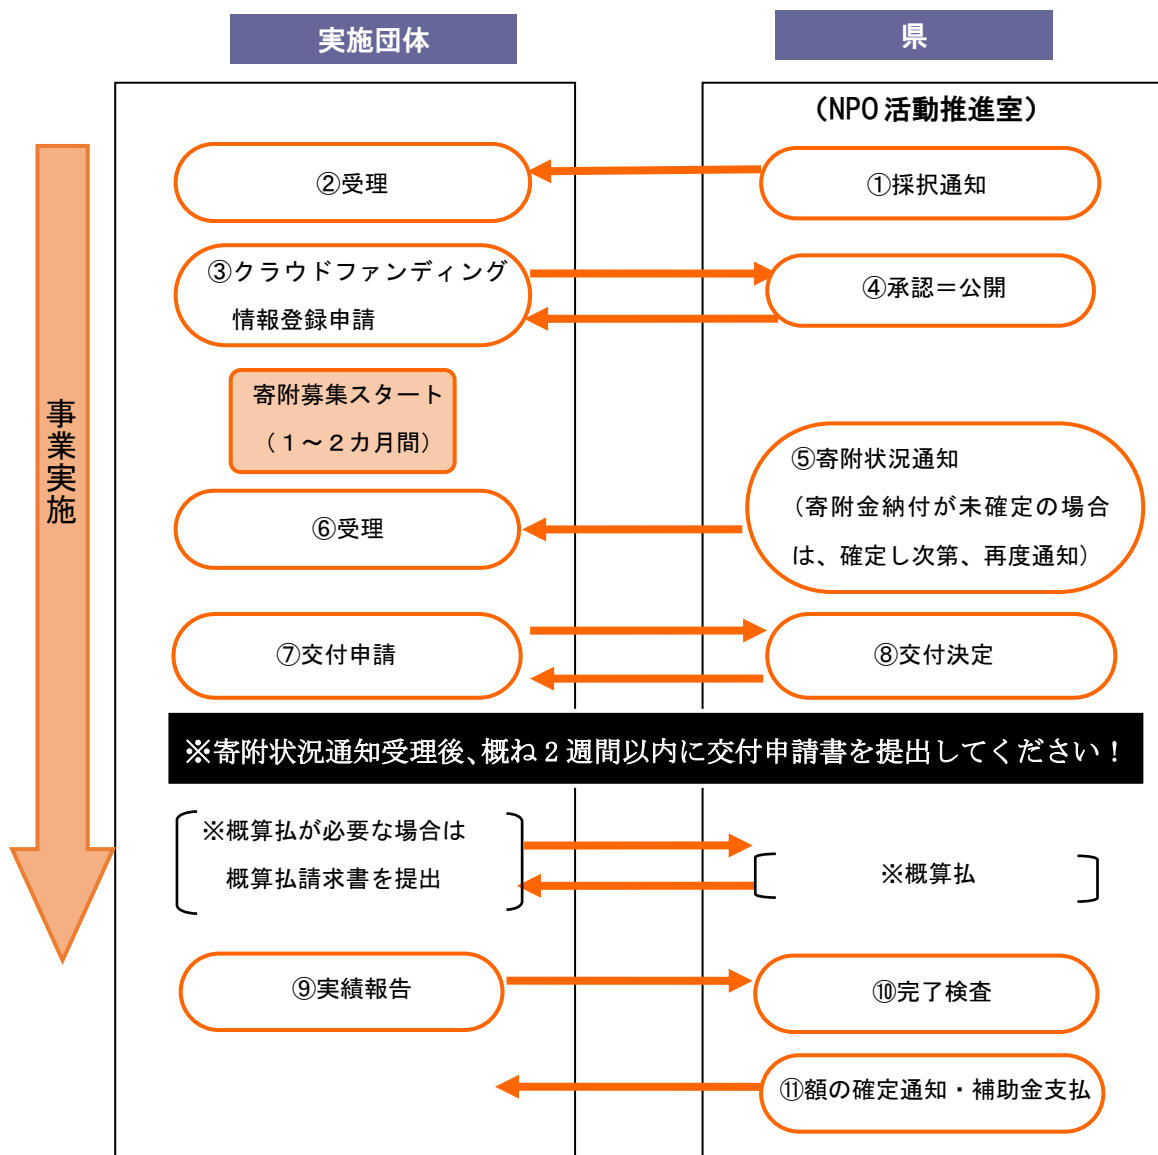 実施団体
県
（NPO活動推進室）
②受理
①採択通知
③クラウドファンディング
情報登録申請
④承認＝公開
寄附募集スタート
（１～２カ月間）
⑤寄附状況通知
（寄附金納付が未確定の場合
は、確定し次第、再度通知）
⑥受理
事業実施
⑦交付申請
⑧交付決定
※寄附状況通知受理後、概ね２週間以内に交付申請書を提出してください！
※概算払が必要な場合は
概算払請求書を提出
※概算払
⑨実績報告
⑩完了検査
⑪額の確定通知・補助金支払